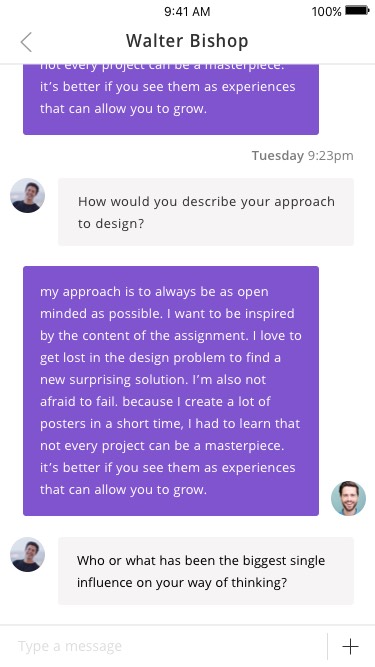 9:41 AM
100%
Walter Bishop
not every project can be a masterpiece.
it's better if you see them as experiences
that can allow you to grow.
Tuesday 9:23pm
How would you describe your approach
to design?
my approach is to always be as open
minded as possible. I want to be inspired
by the content of the assignment. I love to
get lost in the design problem to find a
new surprising solution. I'm also not
afraid to fail. because I create a lot of
posters in a short time, I had to learn that
not every project can be a masterpiece.
it's better if you see them as experiences
that can allow you to grow.
Who or what has been the biggest single
influence on your way of thinking?
Type a message